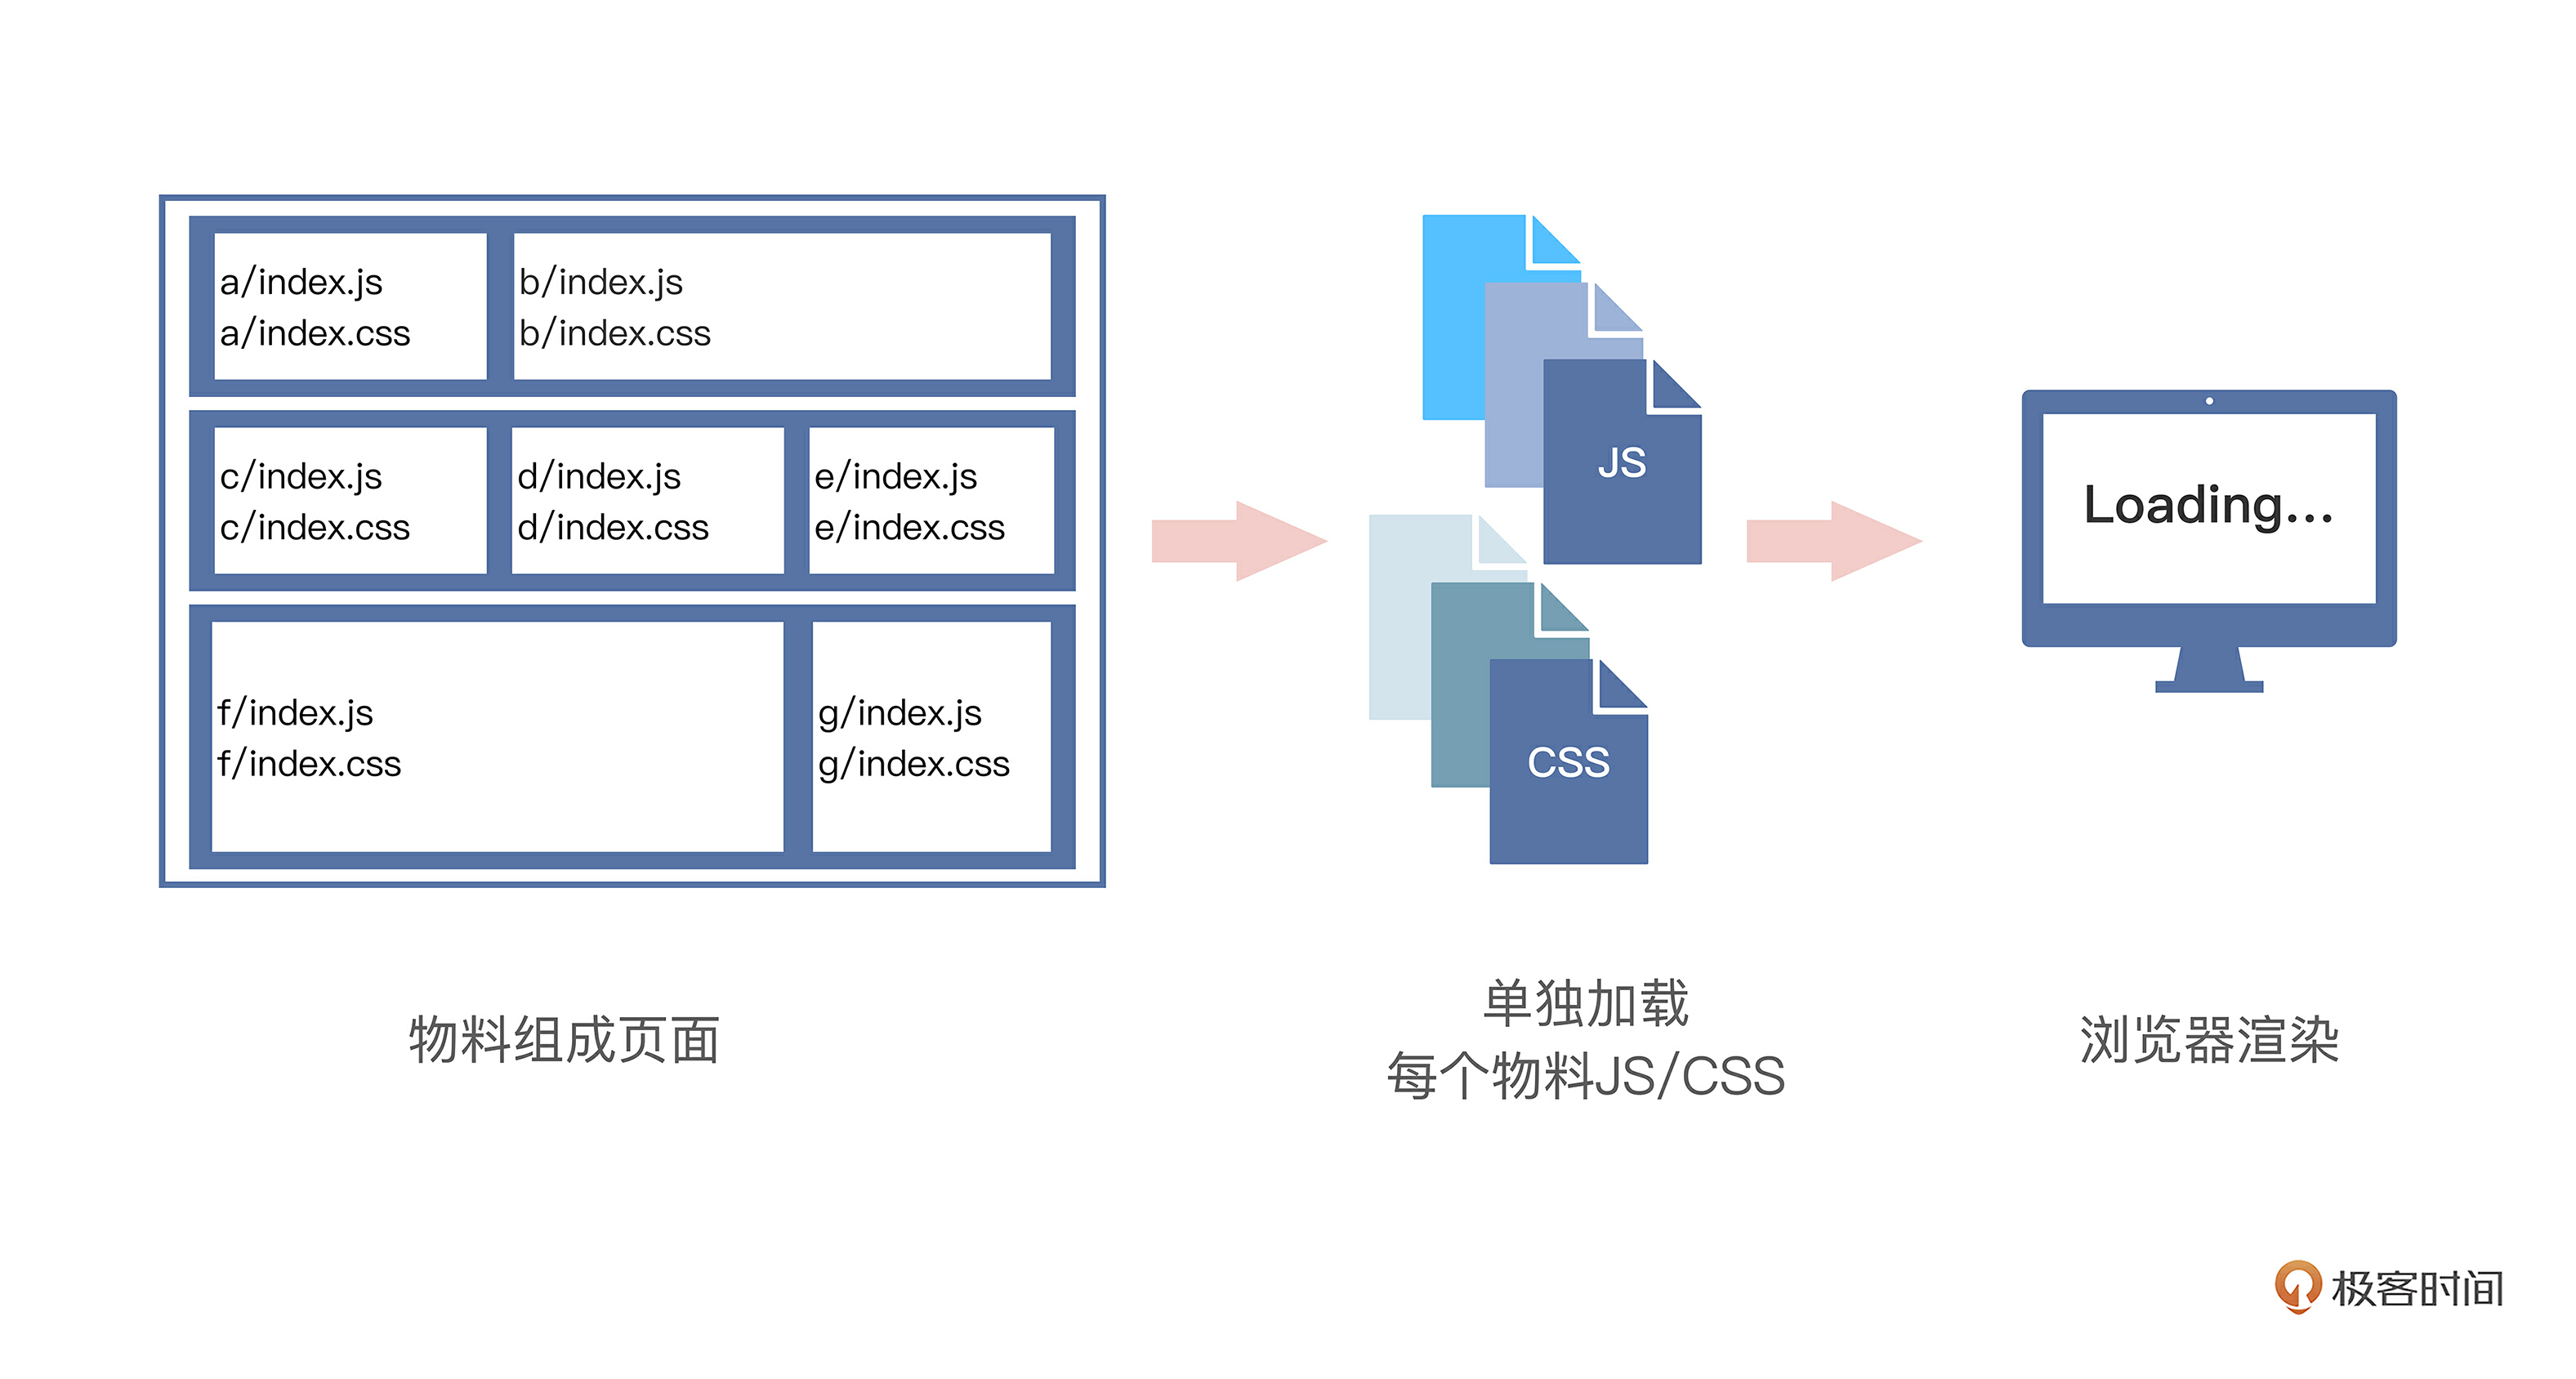 a/index.js
a/index.css
b/index.js
b/index.css
c/index.js
c/index.css
d/index.js
d/index.css
e/index.js
e/index.css
f/index.js
f/index.css
g/index.js
g/index.css
JS
CSS
Loading...
物料组成页面
单独加载
每个物料JS/CSS
浏览器渲染
极客时间